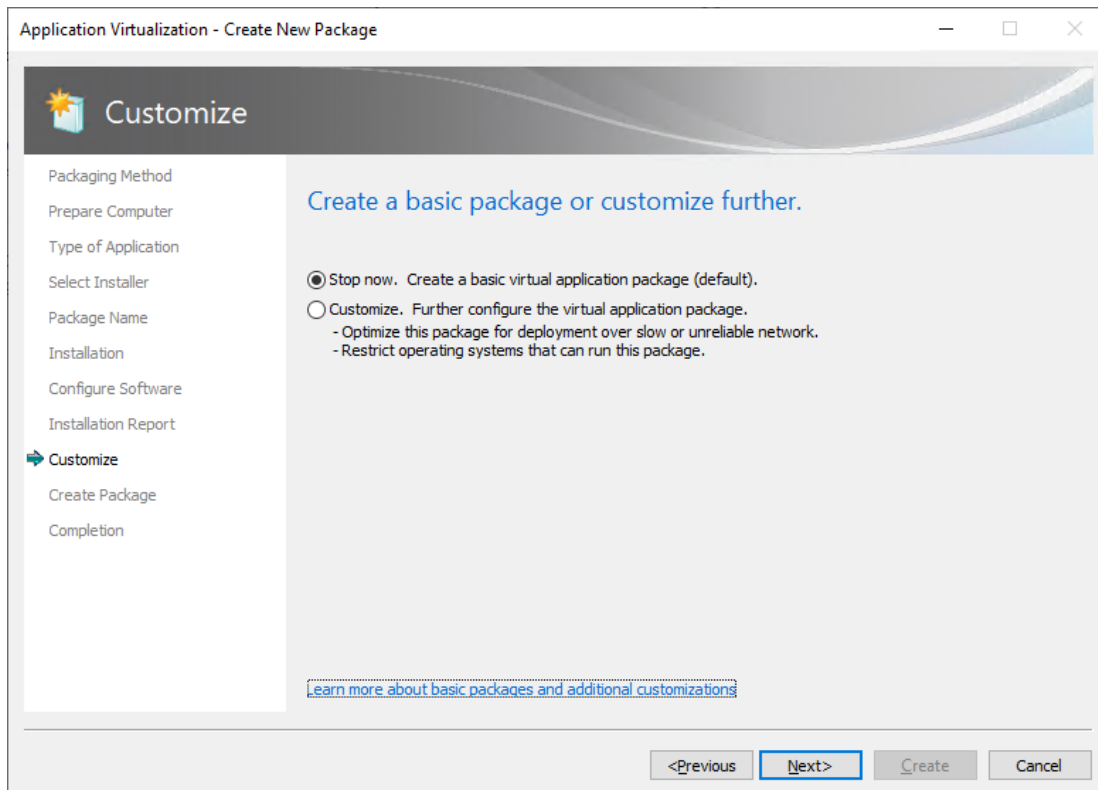 Application Virtualization - Create New Package
Customize
Packaging Method
Prepare Computer
Type of Application
Select Installer
Package Name
Installation
Configure Software
Installation Report
Customize
Create Package
Completion
Create a basic package or customize further.
Stop now.  Create a basic virtual application package (default).
Customize.  Further configure the virtual application package.
- Optimize this package for deployment over slow or unreliable network.
- Restrict operating systems that can run this package.
Learn more about basic packages and additional customizations
<Previous
Next>
Create
Cancel